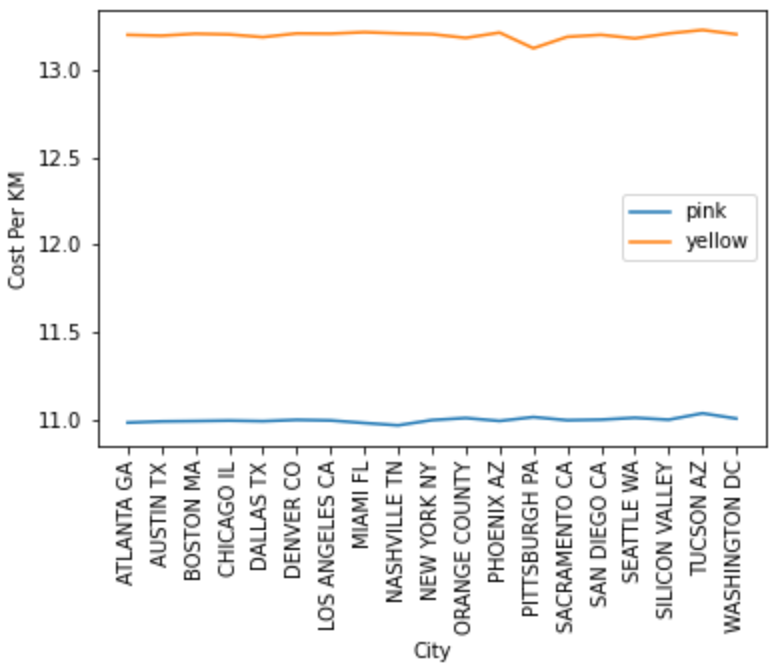 13.0
12.5
12.0
11.5
11.0
Cost Per KM
pink
yellow
ATLANTA GA
AUSTIN TX
BOSTON MA
CHICAGO IL
DALLAS TX
DENVER CO
LOS ANGELES CA
MIAMI FL
NASHVILLE TN
NEW YORK NY
ORANGE COUNTY
PHOENIX AZ
PITTSBURGH PA
SACRAMENTO CA
SAN DIEGO CA
SEATTLE WA
SILICON VALLEY
TUCSON AZ
WASHINGTON DC
City